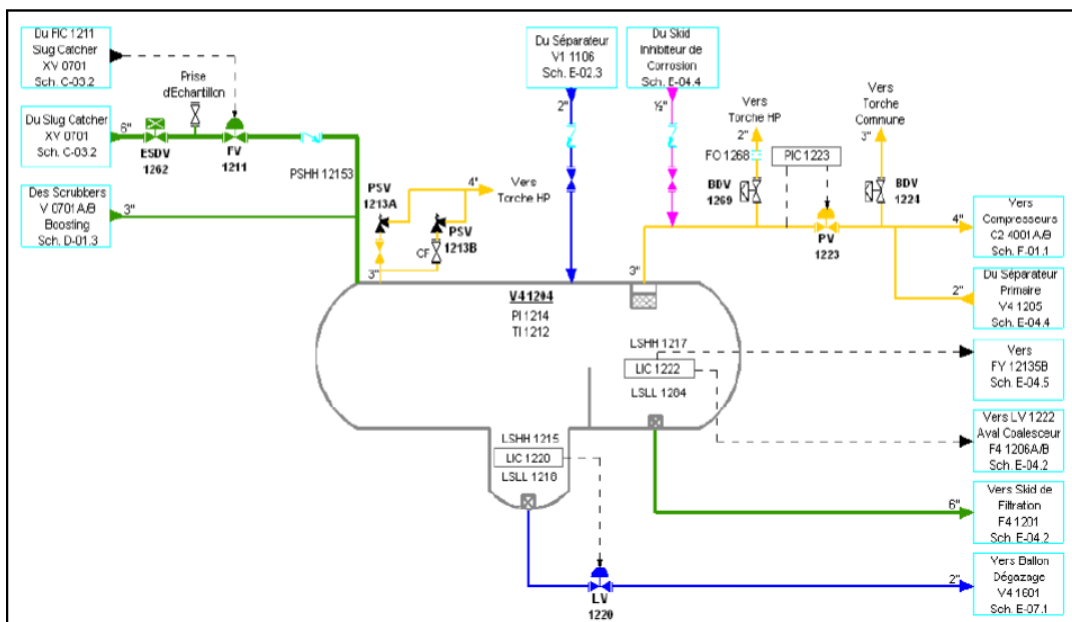 Du FIC 1211
Slug Catcher
XV 0701
Sch. C-03.2
Du Slug Catcher
XV 0701
Sch. C-03.2
Des Scrubbers
V 0701A/B
Boosting
Sch. D-01.3
6"
3"
Prise
d'Echantillon
ESDV
1262
FV
1211
PSHH 12153
PSV
1213A
PSV
1213B
CF
3"
4"
Vers
Torche HP
Du Séparateur
V1 1106
Sch. E-02.3
2"
Du Skid
Inhibiteur de
Corrosion
Sch. E-04.4
½"
Vers
Torche HP
2"
FO 1268
BDV
1269
PIC 1223
PV
1223
Vers
Torche
Commune
3"
BDV
1224
3"
4"
Vers
Compresseurs
C2 4001A/B
Sch. F-01.1
2"
Du Séparateur
Primaire
V4 1205
Sch. E-04.4
V4 1204
PI 1214
TI 1212
LSHH 1217
LIC 1222
LSLL 1264
Vers
FY 12135B
Sch. E-04.5
Vers LV 1222
Aval Coalesceur
F4 1206A/B
Sch. E-04.2
LSHH 1215
LIC 1220
LSLL 1218
6"
Vers Skid de
Filtration
F4 1201
Sch. E-04.2
LV
1220
2"
Vers Ballon
Dégazage
V4 1601
Sch. E-07.1